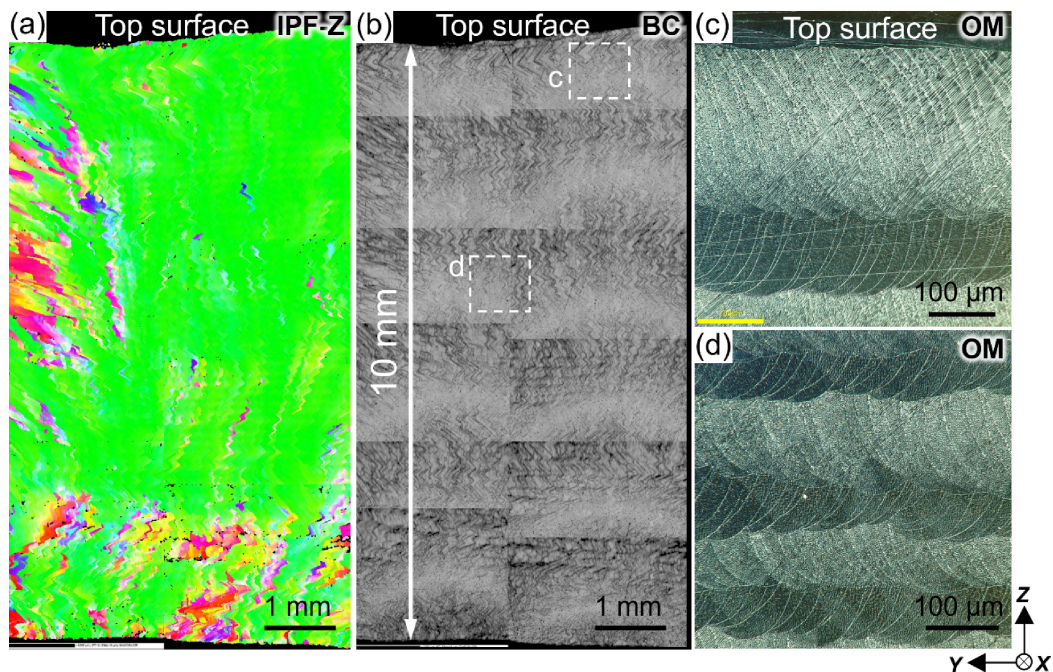 (a)
Top surface
IPF-Z
1 mm
(b)
Top surface
BC
c
d
10 mm
1 mm
(c)
Top surface
OM
100 µm
(d)
OM
100 µm
Z
Y
X